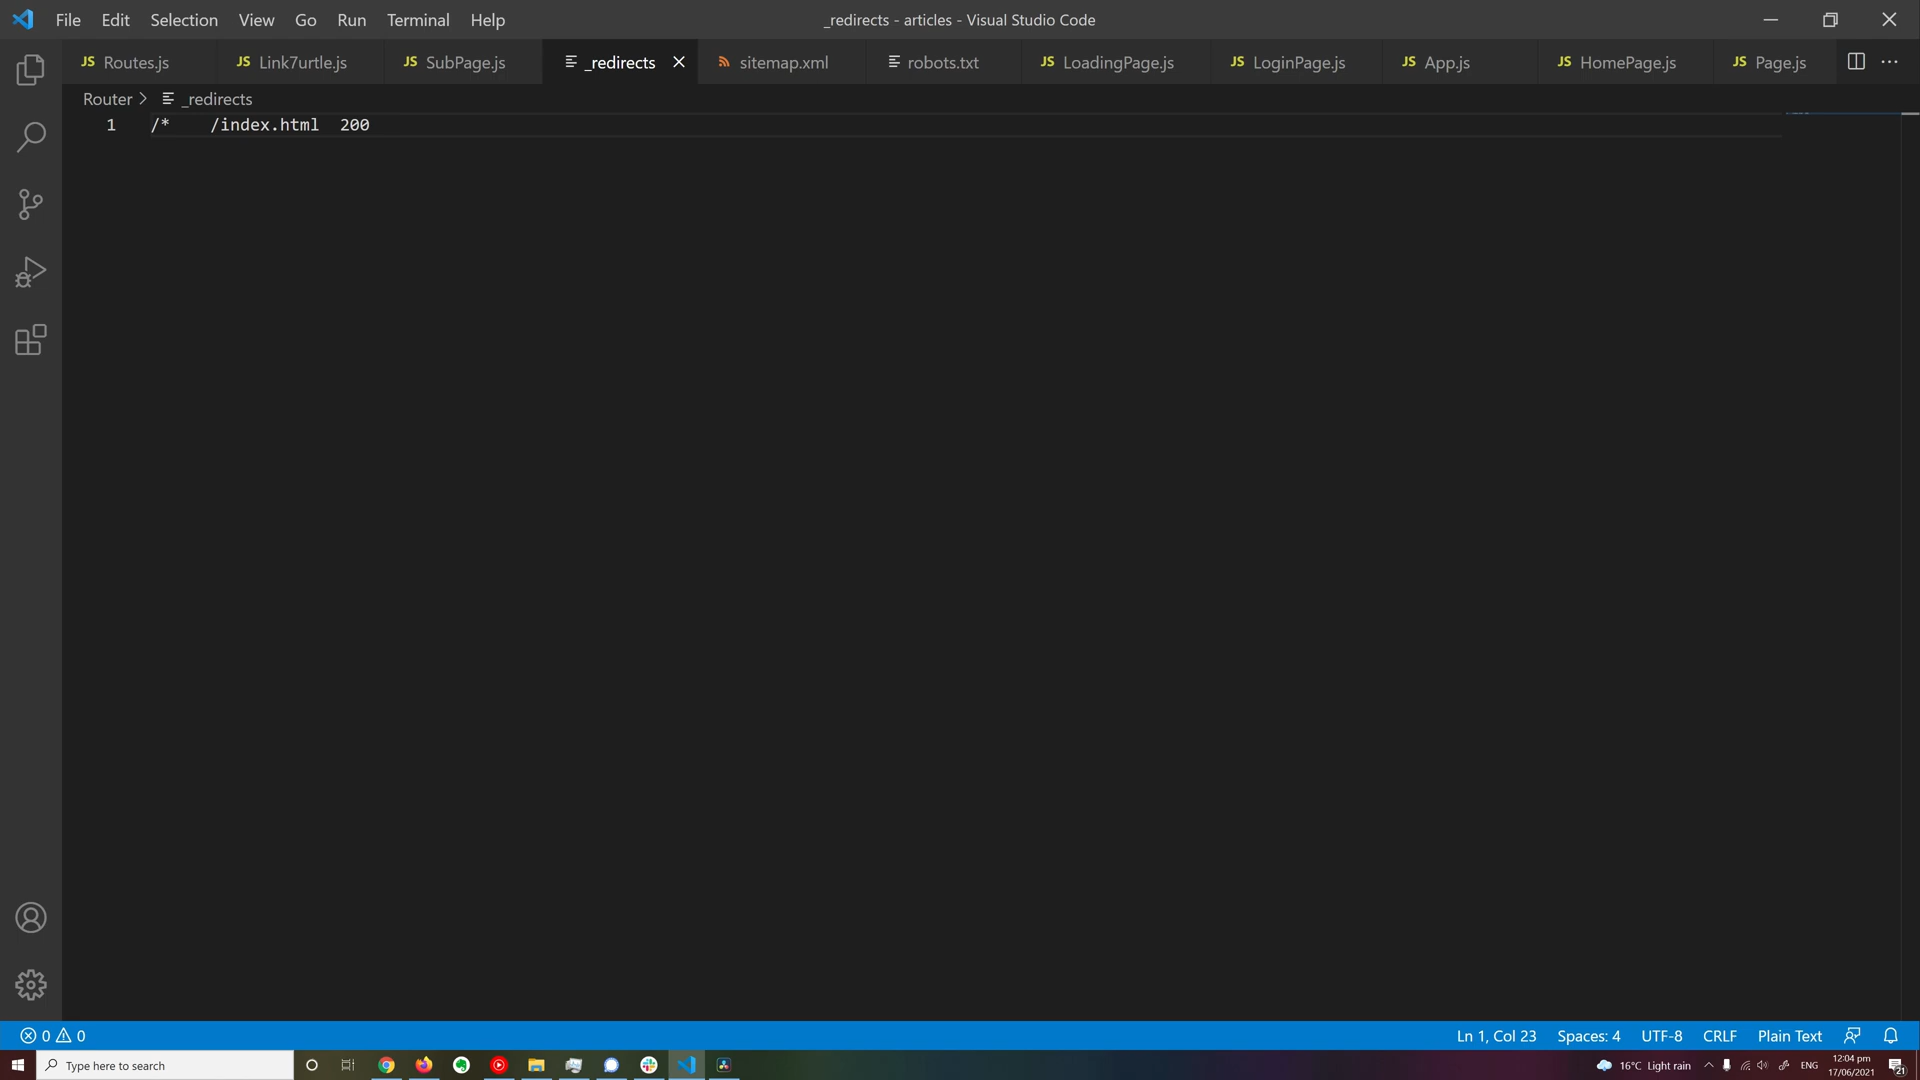 File Edit Selection View Go Run Terminal Help _redirects - articles - Visual Studio Code
JS Routes.js JS Link7urtle.js JS SubPage.js _redirects sitemap.xml robots.txt JS LoadingPage.js JS LoginPage.js JS App.js JS HomePage.js JS Page.js
Router > _redirects
1 /*    /index.html  200
0 0 Ln 1, Col 23 Spaces: 4 UTF-8 CRLF Plain Text
Type here to search 16°C Light rain ENG 12:04 pm
17/06/2021 21